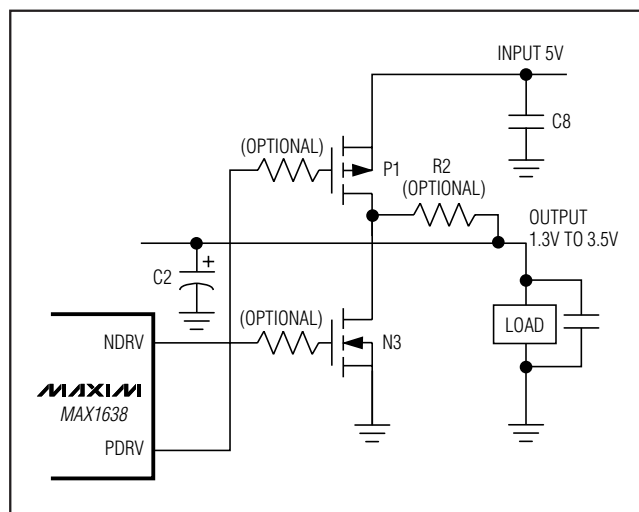 INPUT 5V
C8
(OPTIONAL)
P1
R2
(OPTIONAL)
OUTPUT
1.3V TO 3.5V
+
C2
(OPTIONAL)
LOAD
NDRV
N3
MAXIM
MAX1638
PDRV